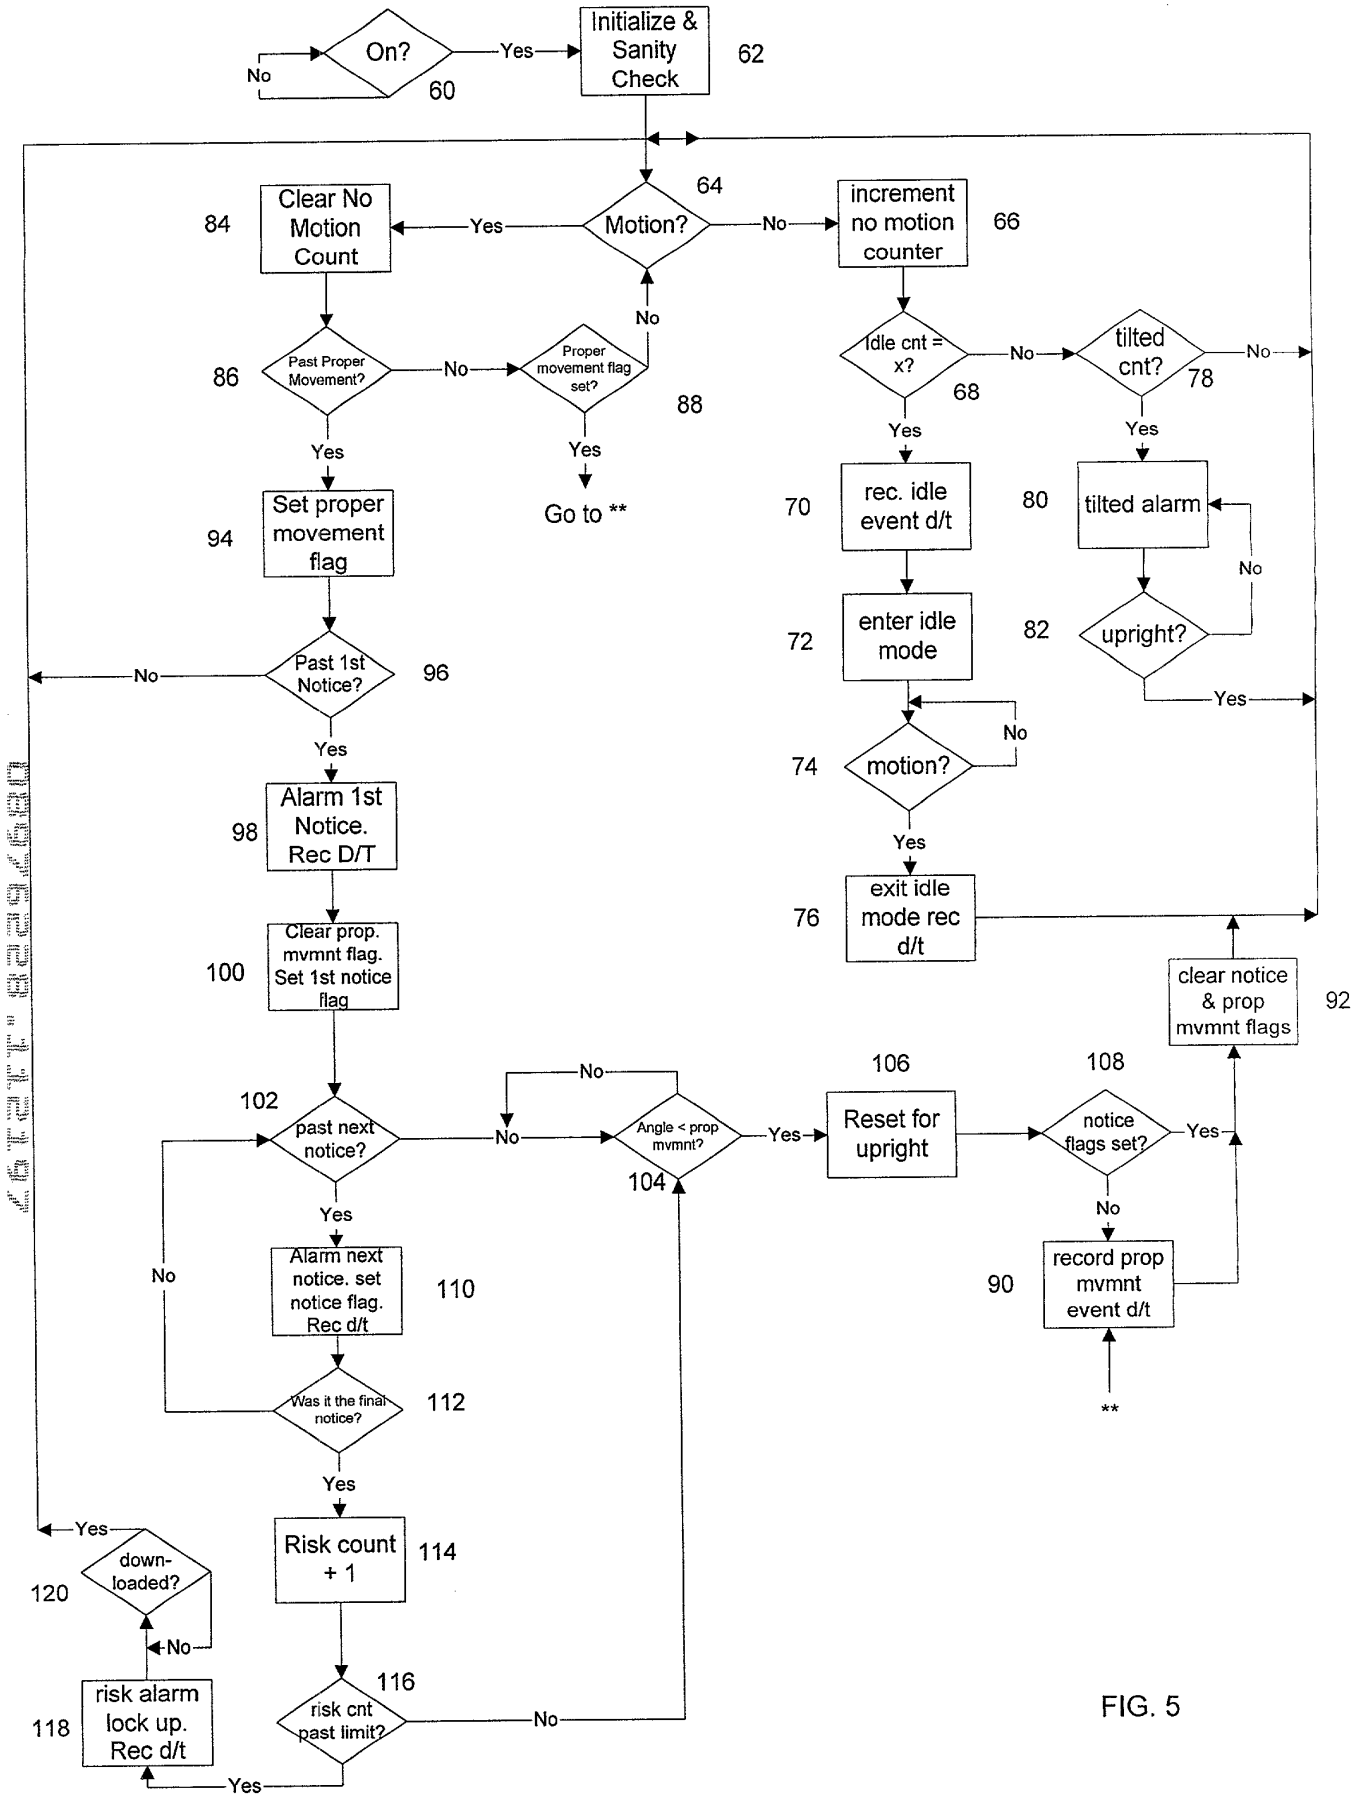 On?
Yes
No
60
Initialize &
Sanity
Check
62
64
Motion?
Yes
No
Clear No
Motion
Count
84
increment
no motion
counter
66
No
Past Proper
Movement?
86
No
Proper
movement flag
set?
88
Yes
Yes
Go to **
Idle cnt =
x?
68
No
tilted
cnt?
78
No
Yes
Yes
Set proper
movement
flag
94
rec. idle
event d/t
70
tilted alarm
80
No
enter idle
mode
72
upright?
82
Yes
Past 1st
Notice?
96
No
Yes
No
motion?
74
Yes
Alarm 1st
Notice.
Rec D/T
98
exit idle
mode rec
d/t
76
Clear prop.
mvmnt flag.
Set 1st notice
flag
100
clear notice
& prop
mvmnt flags
92
102
past next
notice?
No
No
Angle < prop
mvmnt?
104
Yes
106
Reset for
upright
108
notice
flags set?
Yes
No
Yes
Alarm next
notice. set
notice flag.
Rec d/t
110
No
record prop
mvmnt
event d/t
90
**
Was it the final
notice?
112
Yes
Risk count
+ 1
114
Yes
down-
loaded?
120
No
116
risk cnt
past limit?
No
risk alarm
lock up.
Rec d/t
118
Yes
FIG. 5